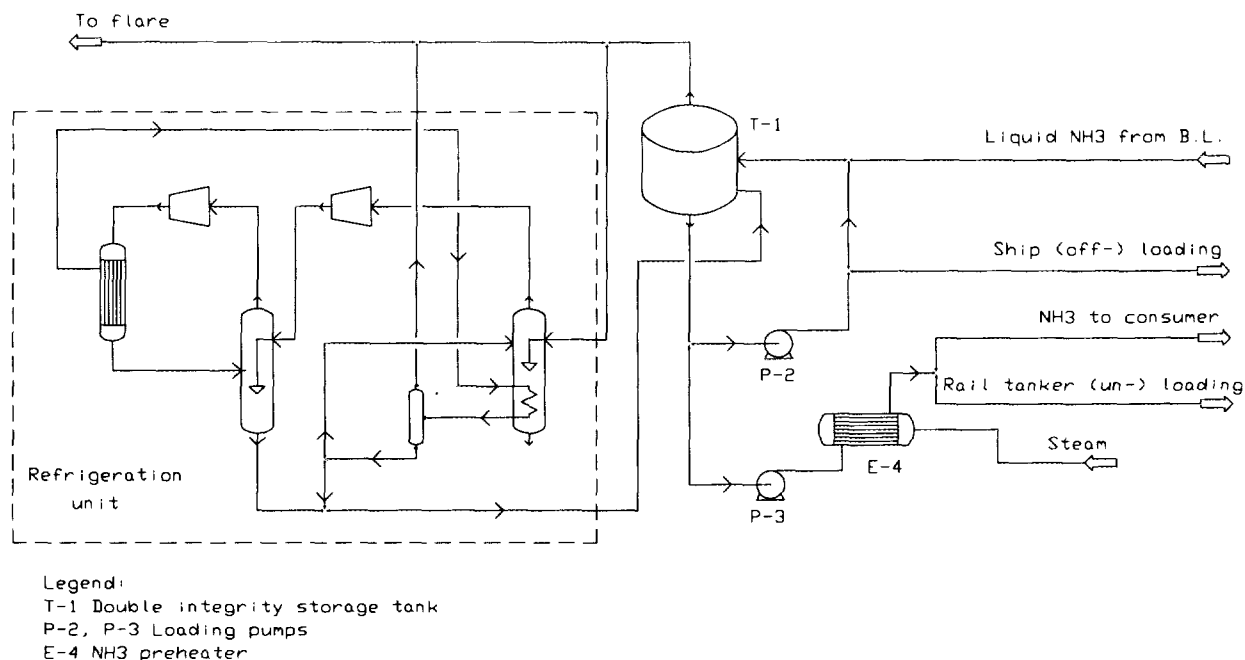 To flare
T-1
Liquid NH3 from B.L.
Ship (off-) loading
NH3 to consumer
P-2
Rail tanker (un-) loading
Steam
E-4
Refrigeration
unit
P-3
Legend:
T-1 Double integrity storage tank
P-2, P-3 Loading pumps
E-4 NH3 preheater